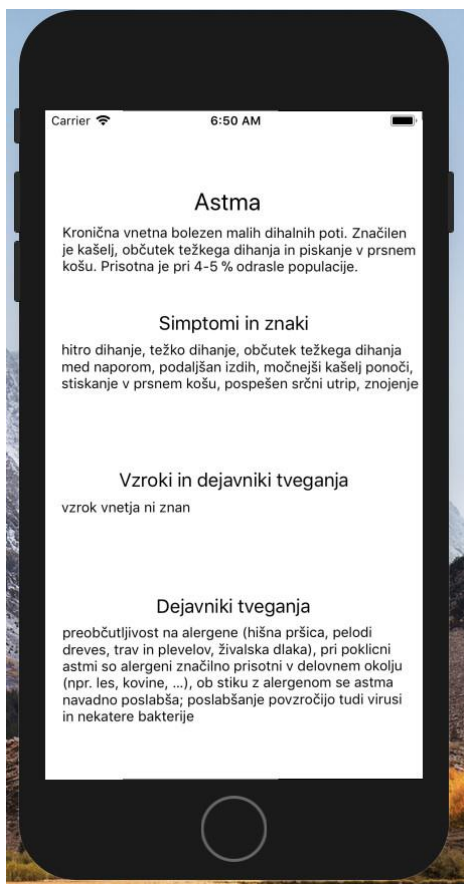 Carrier
6:50 AM
Astma
Kronična vnetna bolezen malih dihalnih poti. Značilen
je kašelj, občutek težkega dihanja in piskanje v prsnem
košu. Prisotna je pri 4-5 % odrasle populacije.
Simptomi in znaki
hitro dihanje, težko dihanje, občutek težkega dihanja
med naporom, podaljšan izdih, močnejši kašelj ponoči,
stiskanje v prsnem košu, pospešen srčni utrip, znojenje
Vzroki in dejavniki tveganja
vzrok vnetja ni znan
Dejavniki tveganja
preobčutljivost na alergene (hišna pršica, pelodi
dreves, trav in plevelov, živalska dlaka), pri poklicni
astmi so alergeni značilno prisotni v delovnem okolju
(npr. les, kovine, ...), ob stiku z alergenom se astma
navadno poslabša; poslabšanje povzročijo tudi virusi
in nekatere bakterije